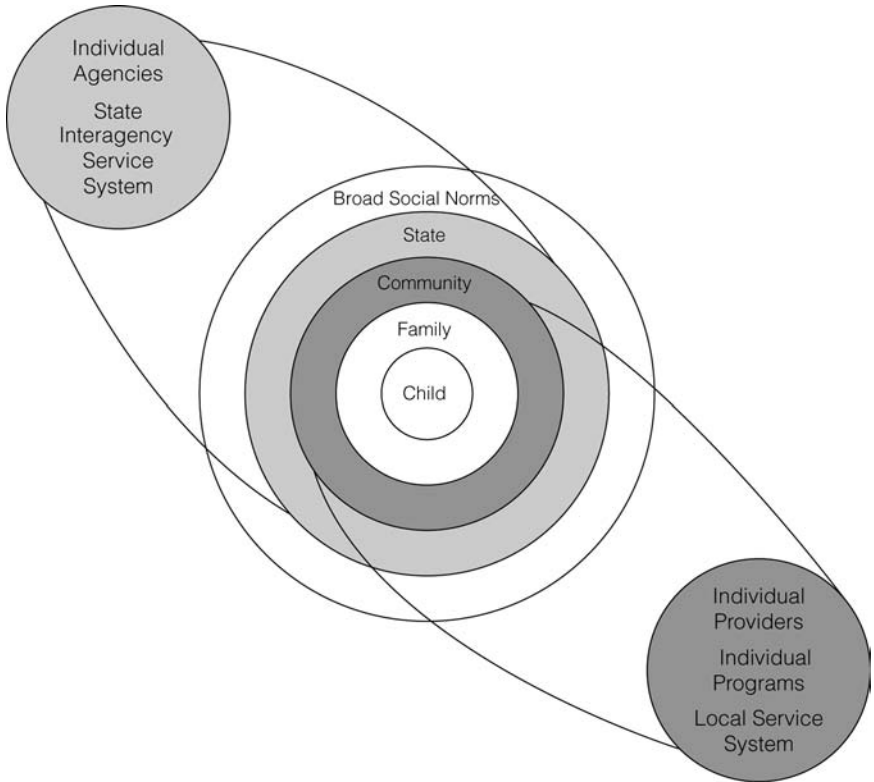 Individual
Agencies
State
Interagency
Service
System
Broad Social Norms
State
Community
Family
Child
Individual
Providers
Individual
Programs
Local Service
System